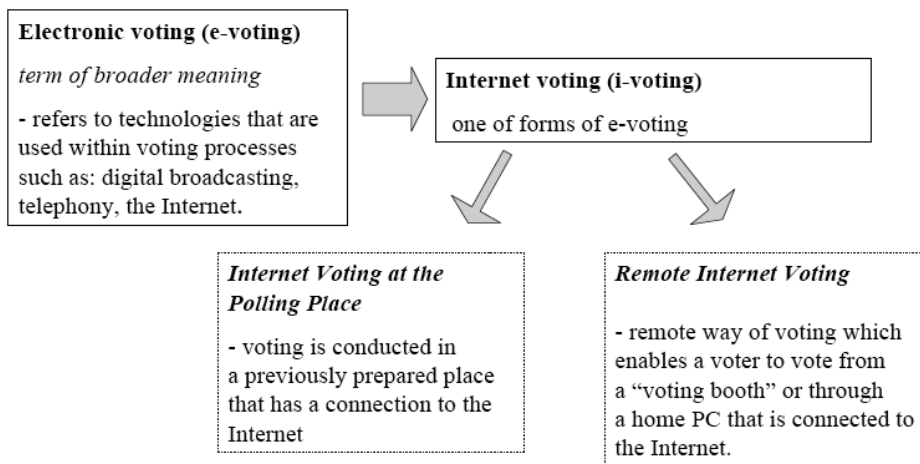 Electronic voting (e-voting)
term of broader meaning
- refers to technologies that are
used within voting processes
such as: digital broadcasting,
telephony, the Internet.
Internet voting (i-voting)
one of forms of e-voting
Internet Voting at the
Polling Place
- voting is conducted in
a previously prepared place
that has a connection to the
Internet
Remote Internet Voting
- remote way of voting which
enables a voter to vote from
a “voting booth” or through
a home PC that is connected to
the Internet.